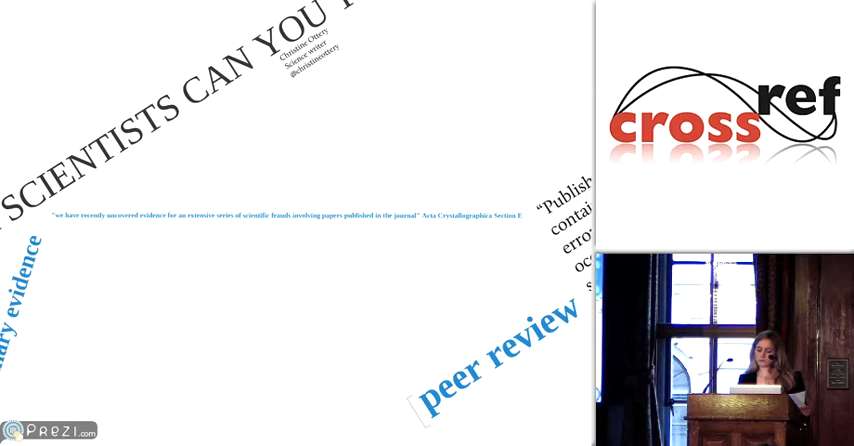 SCIENTISTS CAN YOU
Christine Ottery
Science writer
@christineottery
crossref
"we have recently uncovered evidence for an extensive series of scientific frauds involving papers published in the journal" Acta Crystallographica Section E
"Publish
contai
erro
oc
s
nary evidence
[peer review
PREZI.com